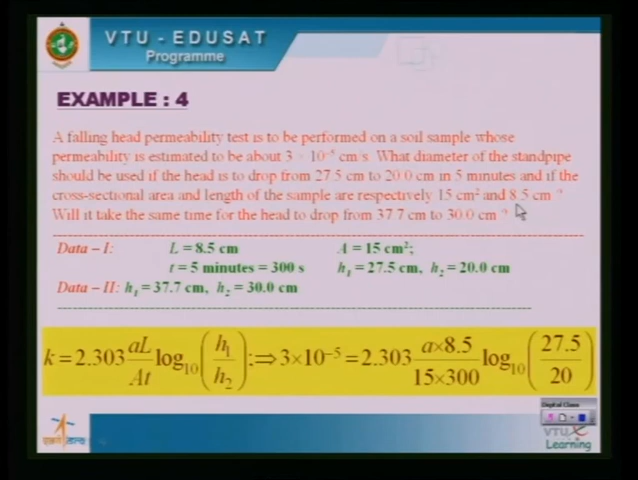 VTU - EDUSAT
Programme
EXAMPLE : 4
A falling head permeability test is to be performed on a soil sample whose
permeability is estimated to be about 3 × 10⁻⁵ cm/s. What diameter of the standpipe
should be used if the head is to drop from 27.5 cm to 20.0 cm in 5 minutes and if the
cross-sectional area and length of the sample are respectively 15 cm² and 8.5 cm ?
Will it take the same time for the head to drop from 37.7 cm to 30.0 cm ?
Data – I: L = 8.5 cm A = 15 cm²;
t = 5 minutes = 300 s h₁ = 27.5 cm, h₂ = 20.0 cm
Data – II: h₁ = 37.7 cm, h₂ = 30.0 cm
k = 2.303 aL/At log₁₀ (h₁/h₂); ⇒ 3×10⁻⁵ = 2.303 a×8.5/15×300 log₁₀ (27.5/20)
Digital Class
VTU
Learning